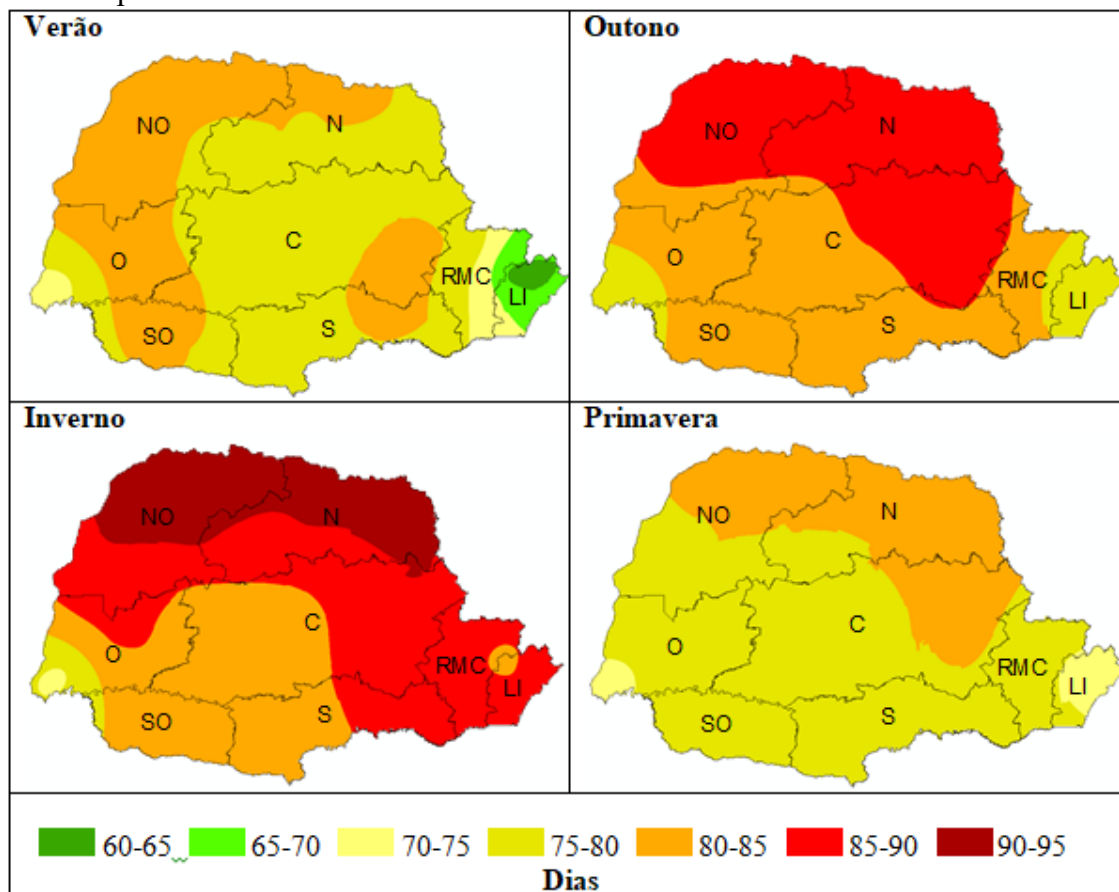 Verão
NO
N
O
C
RMC
LI
SO
S
Outono
NO
N
O
C
RMC
LI
SO
S
Inverno
NO
N
O
C
RMC
LI
SO
S
Primavera
NO
N
O
C
RMC
LI
SO
S
60-65 65-70 70-75 75-80 80-85 85-90 90-95
Dias